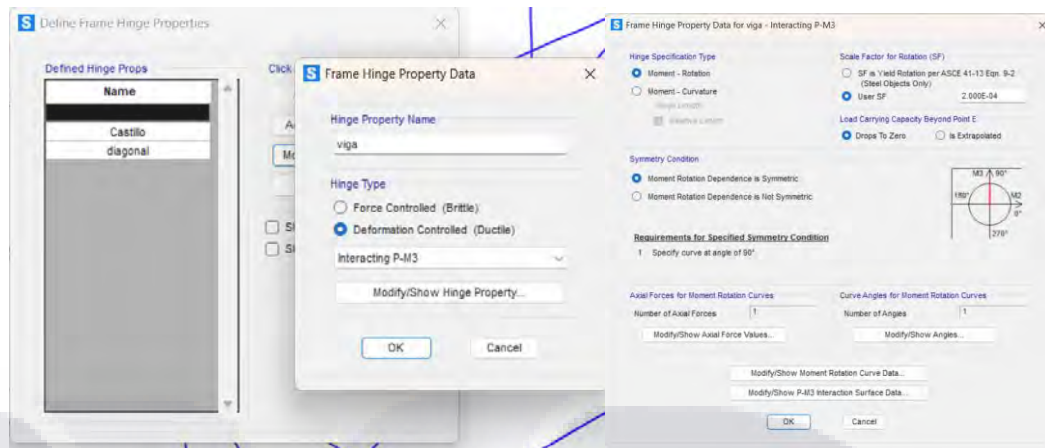 S Define Frame Hinge Properties
Defined Hinge Props
Click
Name
Castillo
diagonal
S Frame Hinge Property Data
Hinge Property Name
viga
Hinge Type
Force Controlled (Brittle)
Deformation Controlled (Ductile)
Interacting P-M3
Modify/Show Hinge Property...
OK Cancel
S Frame Hinge Property Data for viga - Interacting P-M3
Hinge Specification Type
Moment - Rotation
Moment - Curvature
Hinge Length
Relative Length
Scale Factor for Rotation (SF)
SF is Yield Rotation per ASCE 41-13 Eqn. 9-2
(Steel Objects Only)
User SF 2.000E-04
Load Carrying Capacity Beyond Point E
Drops To Zero Is Extrapolated
Symmetry Condition
Moment Rotation Dependence is Symmetric
Moment Rotation Dependence is Not Symmetric
Requirements for Specified Symmetry Condition
1 Specify curve at angle of 90°
M3 90°
180° M2
0°
270°
Axial Forces for Moment Rotation Curves
Number of Axial Forces 1
Modify/Show Axial Force Values...
Curve Angles for Moment Rotation Curves
Number of Angles 1
Modify/Show Angles...
Modify/Show Moment Rotation Curve Data...
Modify/Show P-M3 Interaction Surface Data...
OK Cancel